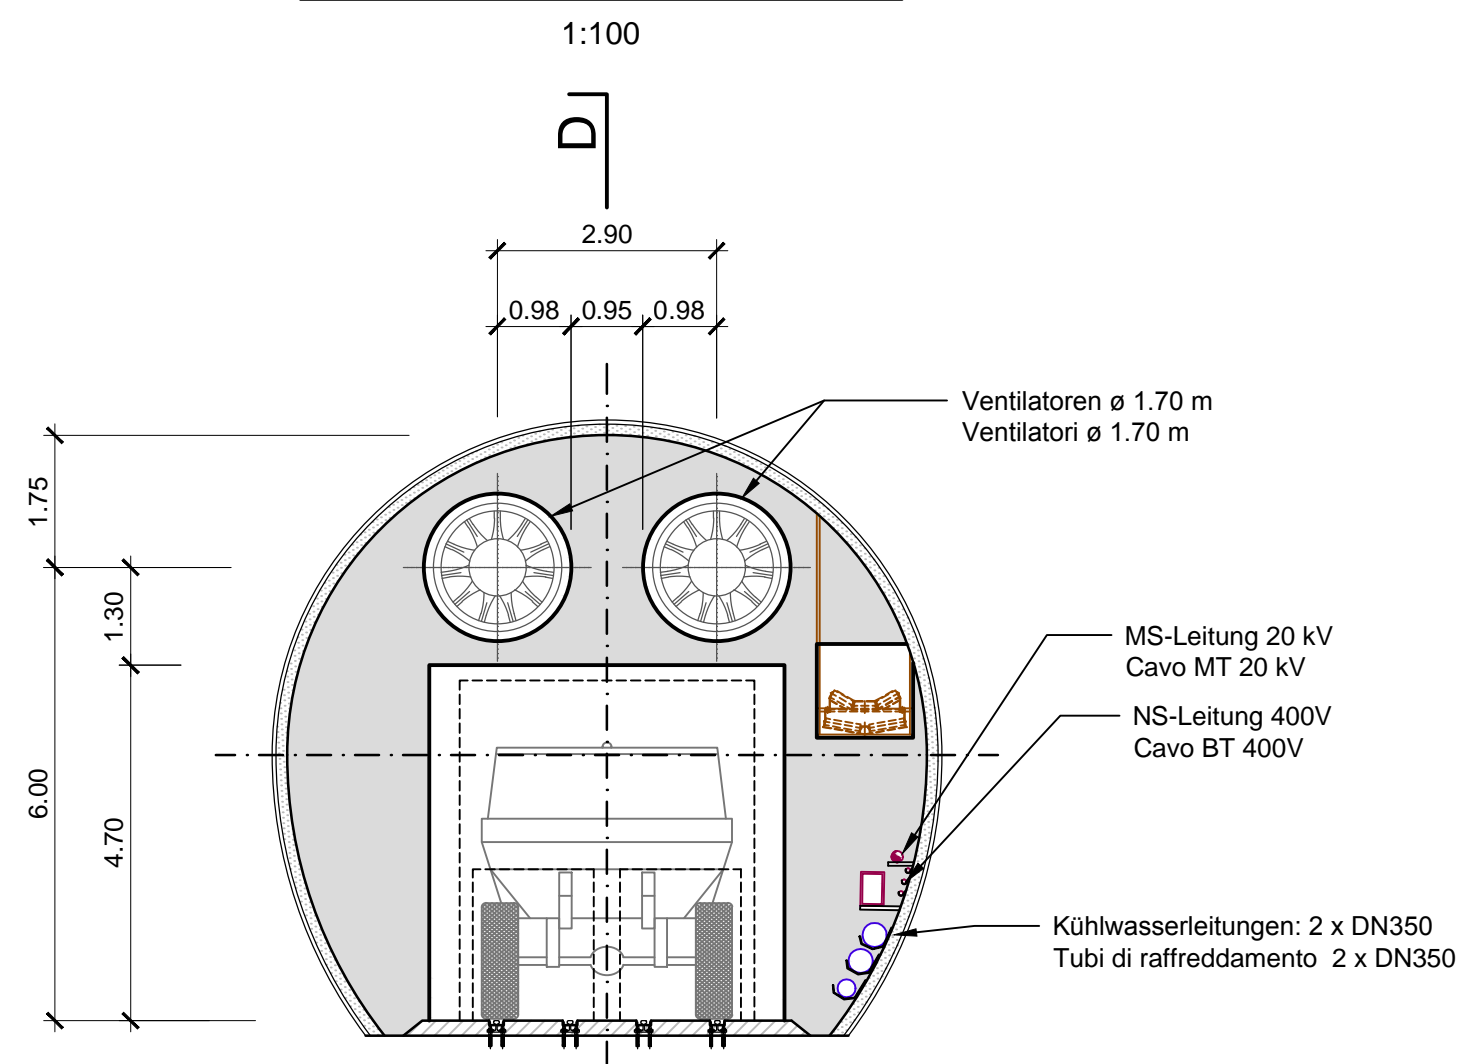 1:100
D
2.90
0.98 0.95 0.98
Ventilatoren ø 1.70 m
Ventilatori ø 1.70 m
1.75
1.30
MS-Leitung 20 kV
Cavo MT 20 kV
NS-Leitung 400V
Cavo BT 400V
6.00
4.70
Kühlwasserleitungen: 2 x DN350
Tubi di raffreddamento 2 x DN350